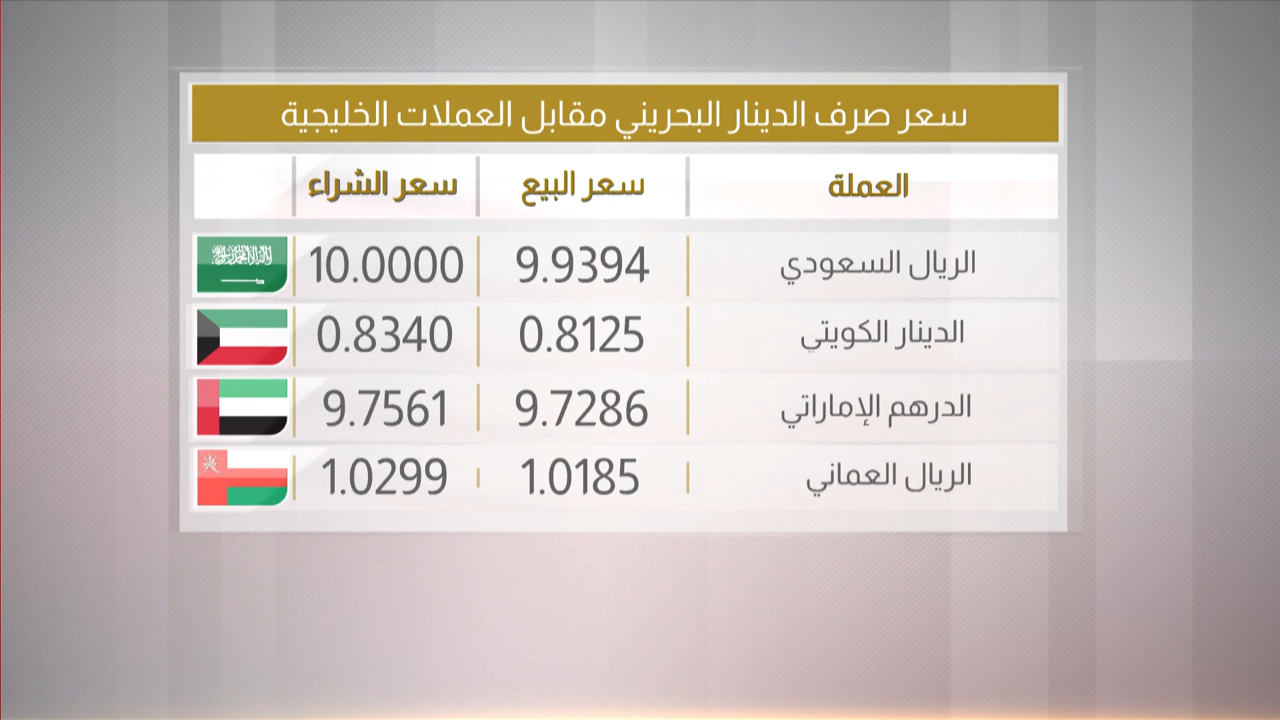 سعر صرف الدينار البحريني مقابل العملات الخليجية
العملة سعر البيع سعر الشراء
الريال السعودي 9.9394 10.0000
الدينار الكويتي 0.8125 0.8340
الدرهم الإماراتي 9.7286 9.7561
الريال العماني 1.0185 1.0299